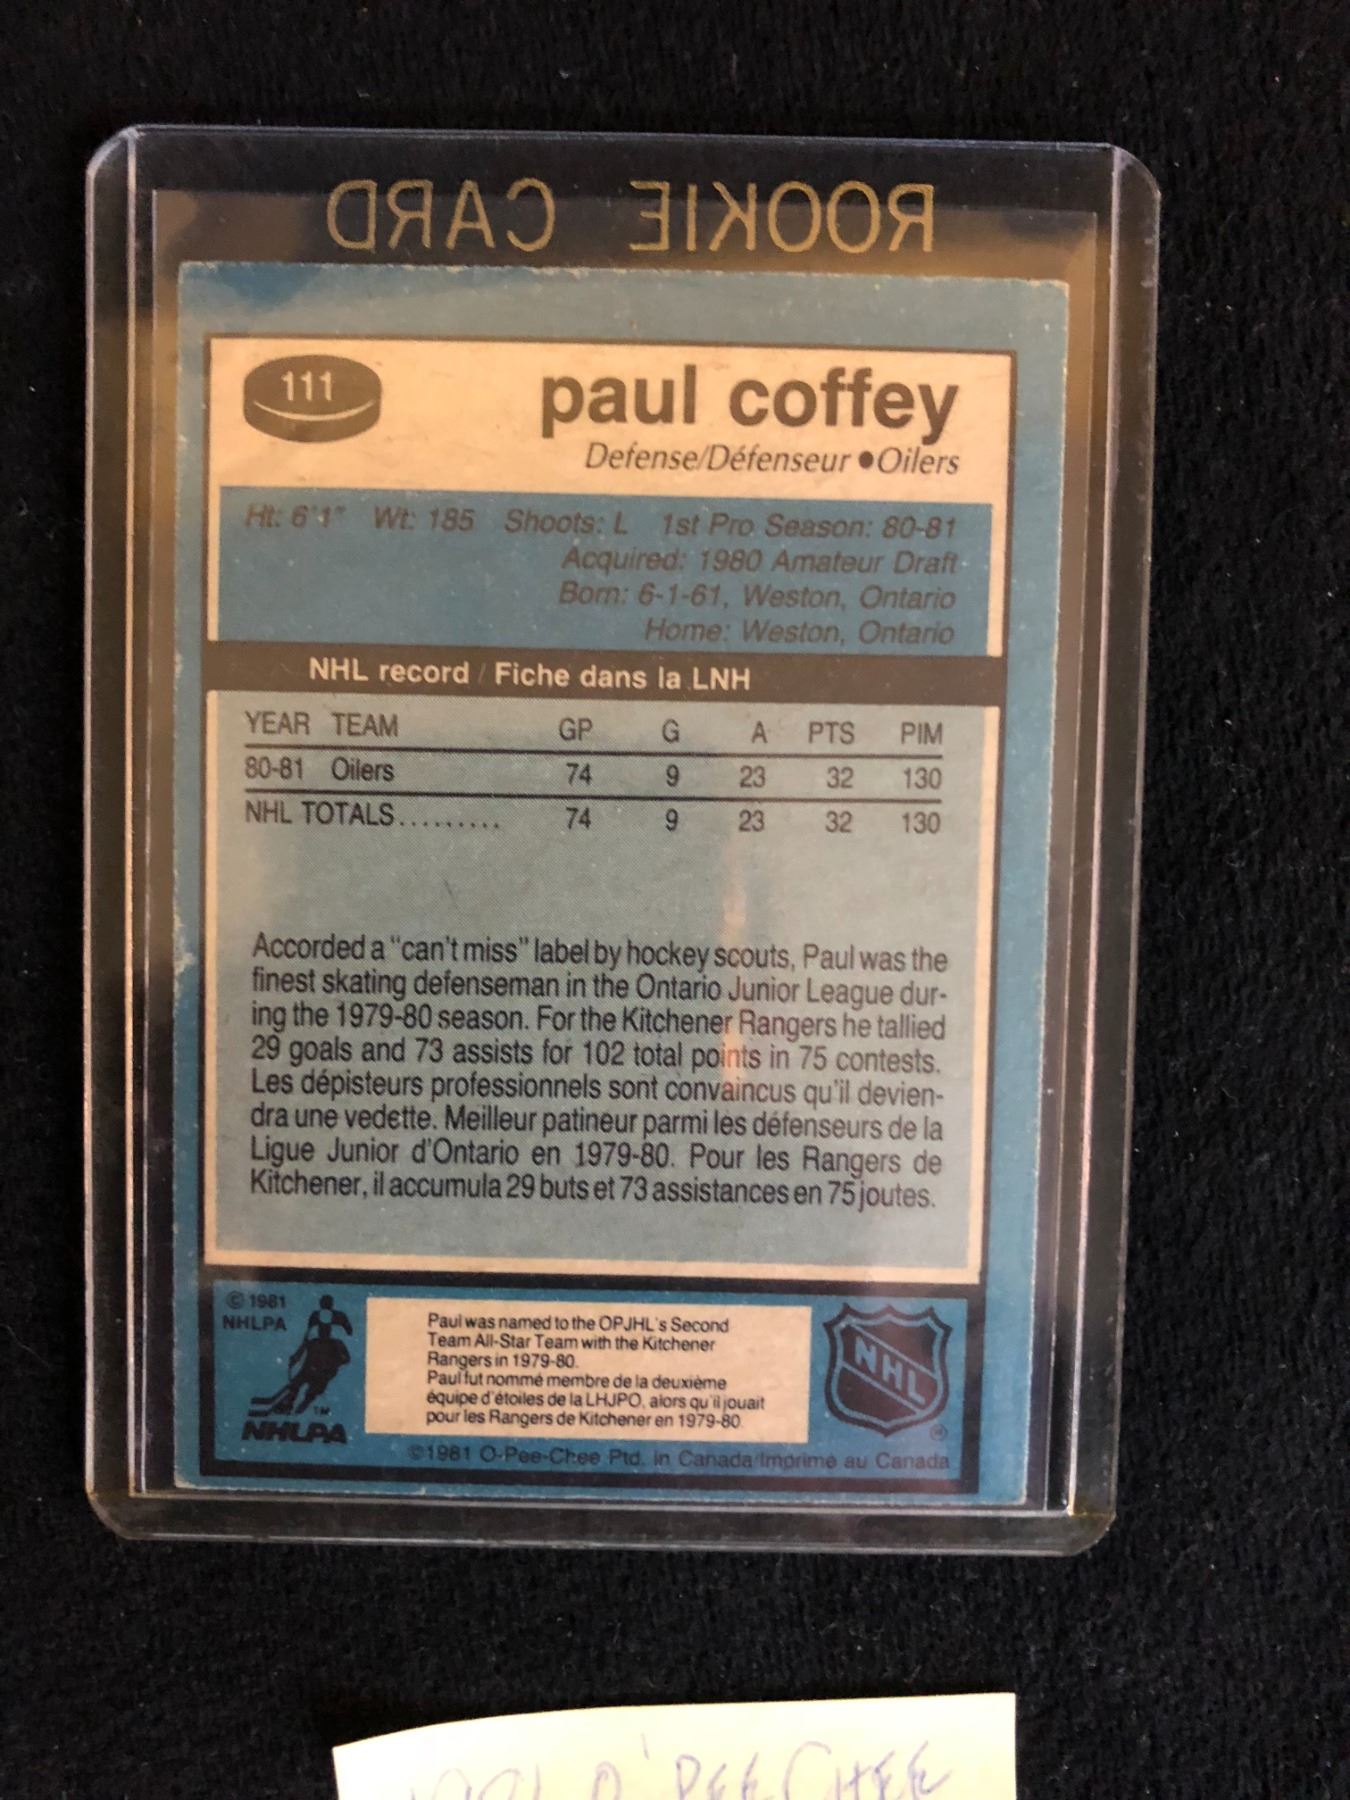 ROOKIE CARD
111
paul coffey
Defense/Défenseur ●Oilers
Ht: 6'1" Wt: 185 Shoots: L 1st Pro Season: 80-81
Acquired: 1980 Amateur Draft
Born: 6-1-61, Weston, Ontario
Home: Weston, Ontario
NHL record / Fiche dans la LNH
YEAR TEAM GP G A PTS PIM
80-81 Oilers 74 9 23 32 130
NHL TOTALS......... 74 9 23 32 130
Accorded a "can't miss" label by hockey scouts, Paul was the
finest skating defenseman in the Ontario Junior League dur-
ing the 1979-80 season. For the Kitchener Rangers he tallied
29 goals and 73 assists for 102 total points in 75 contests.
Les dépisteurs professionnels sont convaincus qu'il devien-
dra une vedette. Meilleur patineur parmi les défenseurs de la
Ligue Junior d'Ontario en 1979-80. Pour les Rangers de
Kitchener, il accumula 29 buts et 73 assistances en 75 joutes.
© 1981
NHLPA
TM
NHLPA
Paul was named to the OPJHL's Second
Team All-Star Team with the Kitchener
Rangers in 1979-80.
Paul fut nommé membre de la deuxième
équipe d'étoiles de la LHJPO, alors qu'il jouait
pour les Rangers de Kitchener en 1979-80.
NHL
©1981 O-Pee-Chee Ptd. in Canada/Imprimé au Canada
1981 O'PEE CHEE